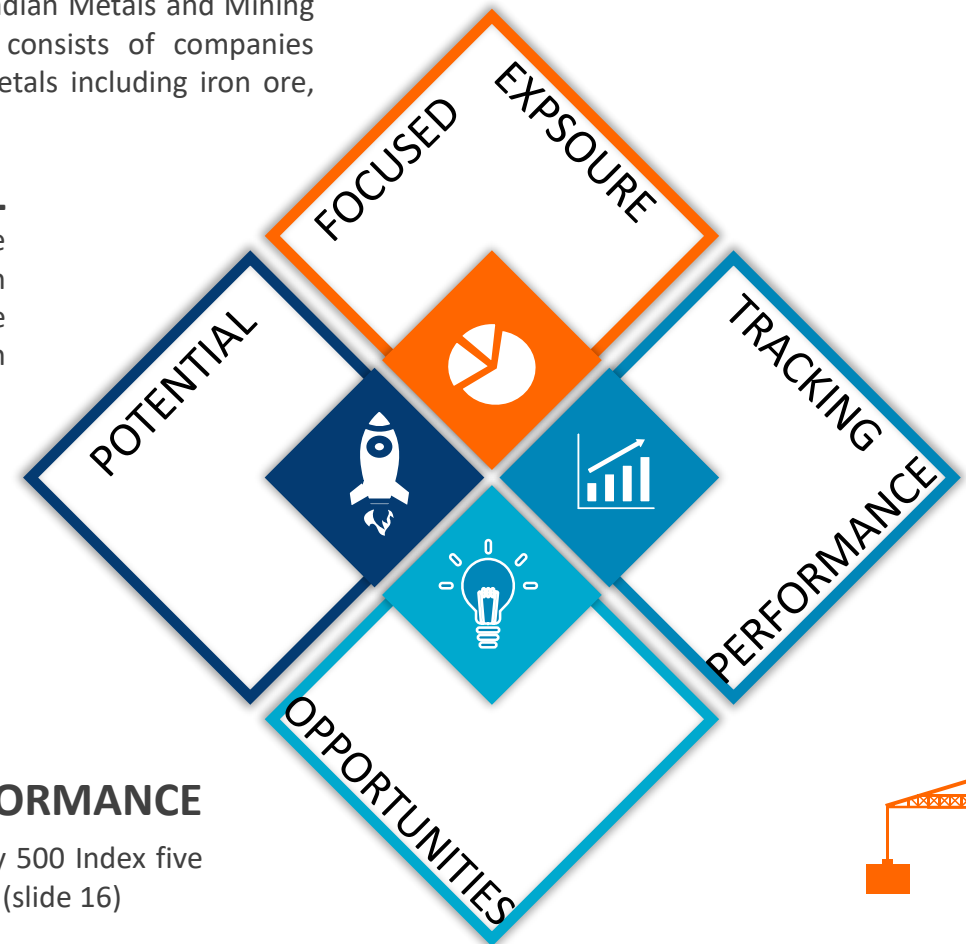 ndian Metals and Mining
consists of companies
etals including iron ore,
FOCUSED
EXPSOURE
POTENTIAL
TRACKING
PERFORMANCE
OPPORTUNITIES
ORMANCE
y 500 Index five
(slide 16)